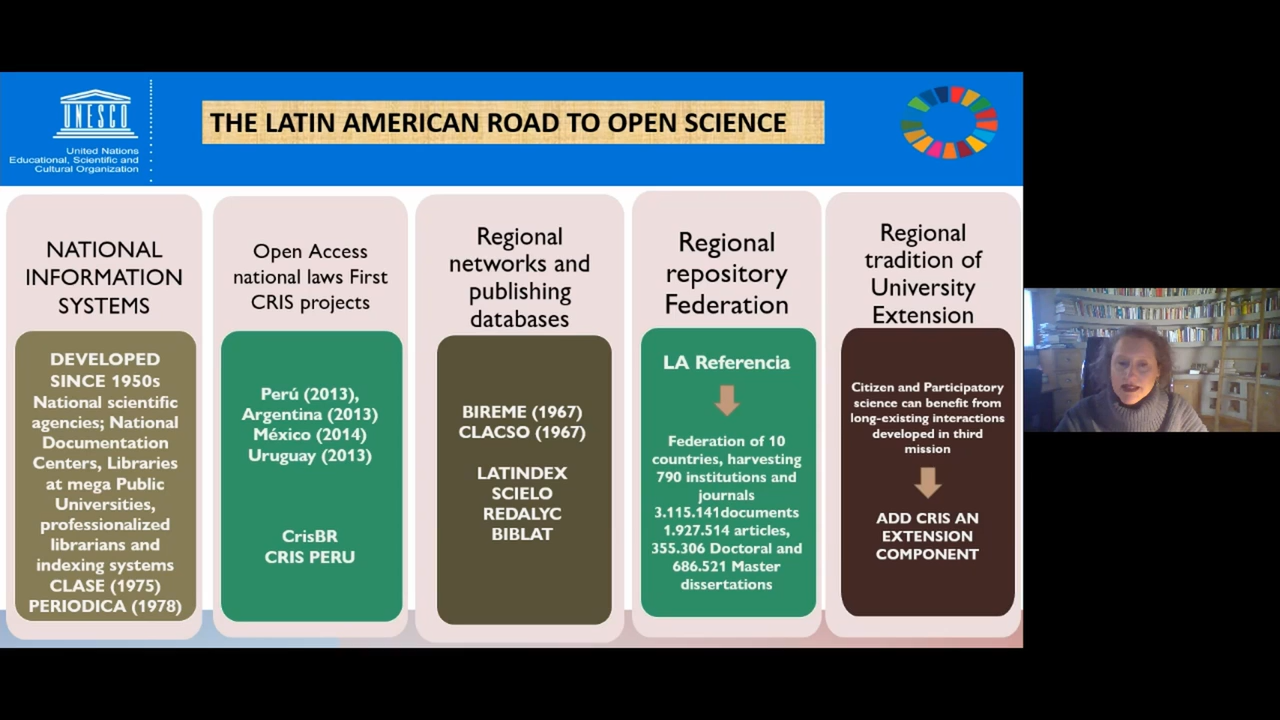 UNESCO
United Nations
Educational, Scientific and
Cultural Organization
THE LATIN AMERICAN ROAD TO OPEN SCIENCE
NATIONAL
INFORMATION
SYSTEMS
DEVELOPED
SINCE 1950s
National scientific
agencies; National
Documentation
Centers, Libraries
at mega Public
Universities,
professionalized
librarians and
indexing systems
CLASE (1975)
PERIODICA (1978)
Open Access
national laws First
CRIS projects
Perú (2013),
Argentina (2013)
México (2014)
Uruguay (2013)
CrisBR
CRIS PERU
Regional
networks and
publishing
databases
BIREME (1967)
CLACSO (1967)
LATINDEX
SCIELO
REDALYC
BIBLAT
Regional
repository
Federation
LA Referencia
Federation of 10
countries, harvesting
790 institutions and
journals
3.115.141documents
1.927.514 articles,
355.306 Doctoral and
686.521 Master
dissertations
Regional
tradition of
University
Extension
Citizen and Participatory
science can benefit from
long-existing interactions
developed in third
mission
ADD CRIS AN
EXTENSION
COMPONENT